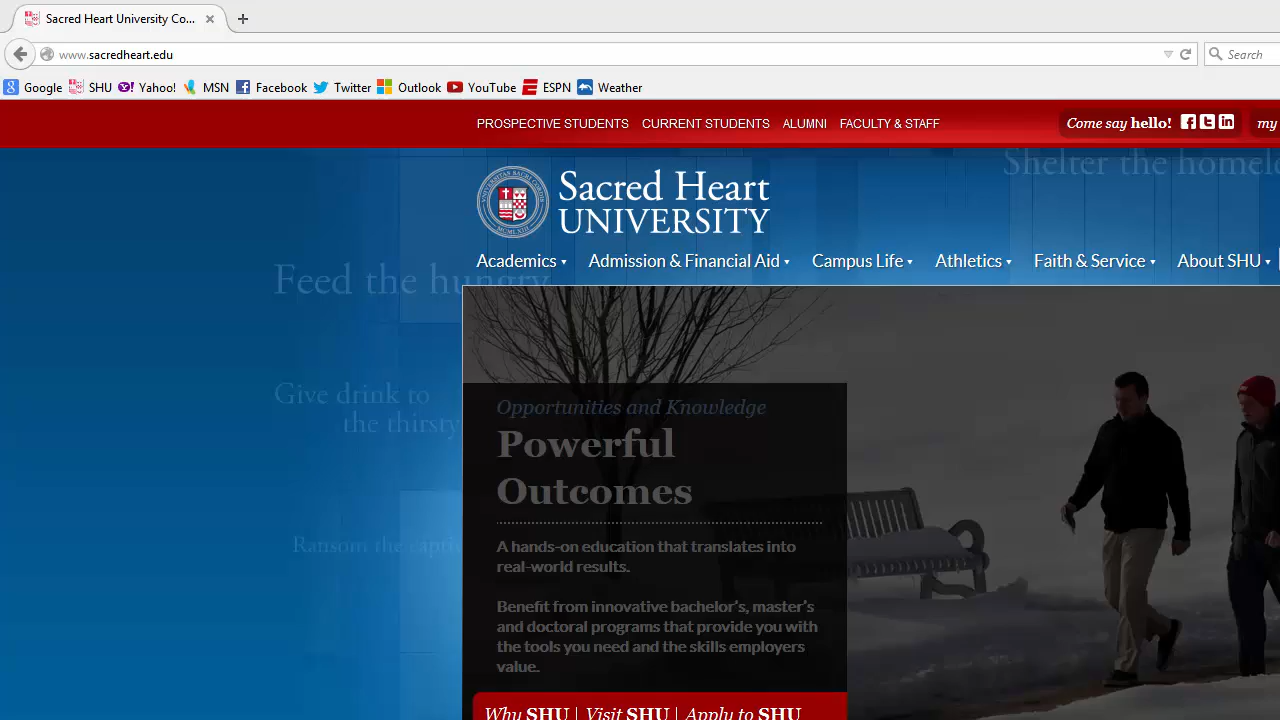 Sacred Heart University Co...
www.sacredheart.edu
Search
Google SHU Yahoo! MSN Facebook Twitter Outlook YouTube ESPN Weather
PROSPECTIVE STUDENTS CURRENT STUDENTS ALUMNI FACULTY & STAFF Come say hello! my
Shelter the homele
Sacred Heart
UNIVERSITY
Academics Admission & Financial Aid Campus Life Athletics Faith & Service About SHU
Feed the hungry
Give drink to
the thirsty
Opportunities and Knowledge
Powerful
Outcomes
A hands-on education that translates into
real-world results.
Benefit from innovative bachelor's, master's
and doctoral programs that provide you with
the tools you need and the skills employers
value.
Ransom the captiv
Why SHU | Visit SHU | Apply to SHU